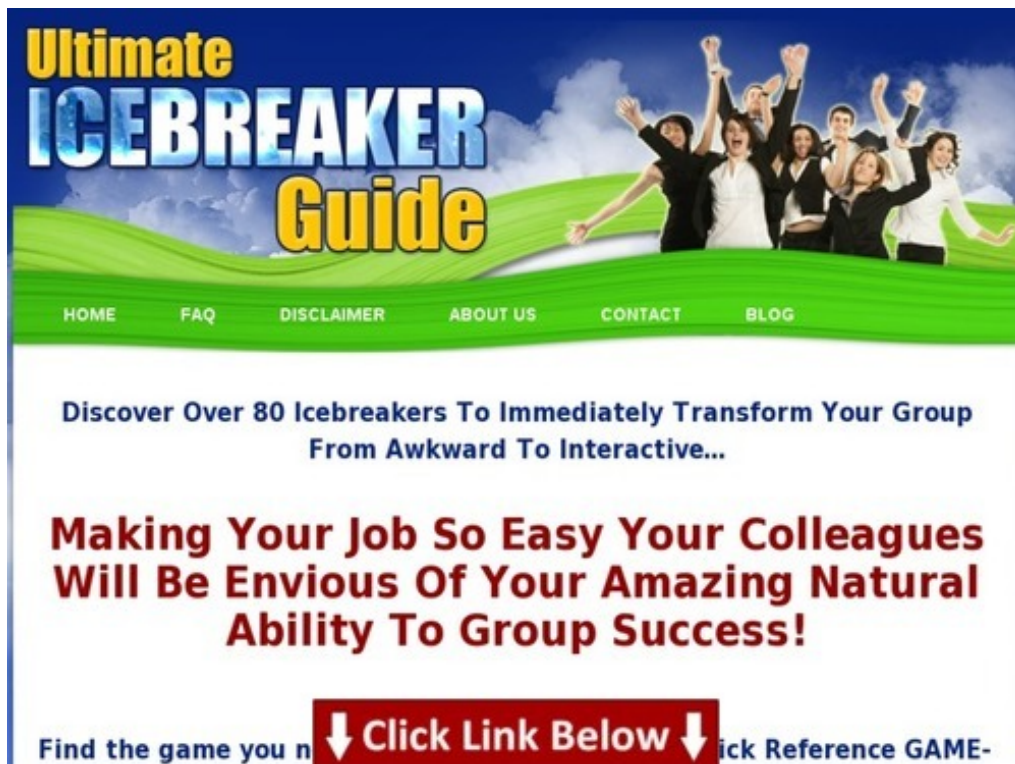 Ultimate
ICEBREAKER
Guide
HOME FAQ DISCLAIMER ABOUT US CONTACT BLOG
Discover Over 80 Icebreakers To Immediately Transform Your Group
From Awkward To Interactive...
Making Your Job So Easy Your Colleagues
Will Be Envious Of Your Amazing Natural
Ability To Group Success!
Click Link Below
Find the game you n ick Reference GAME-